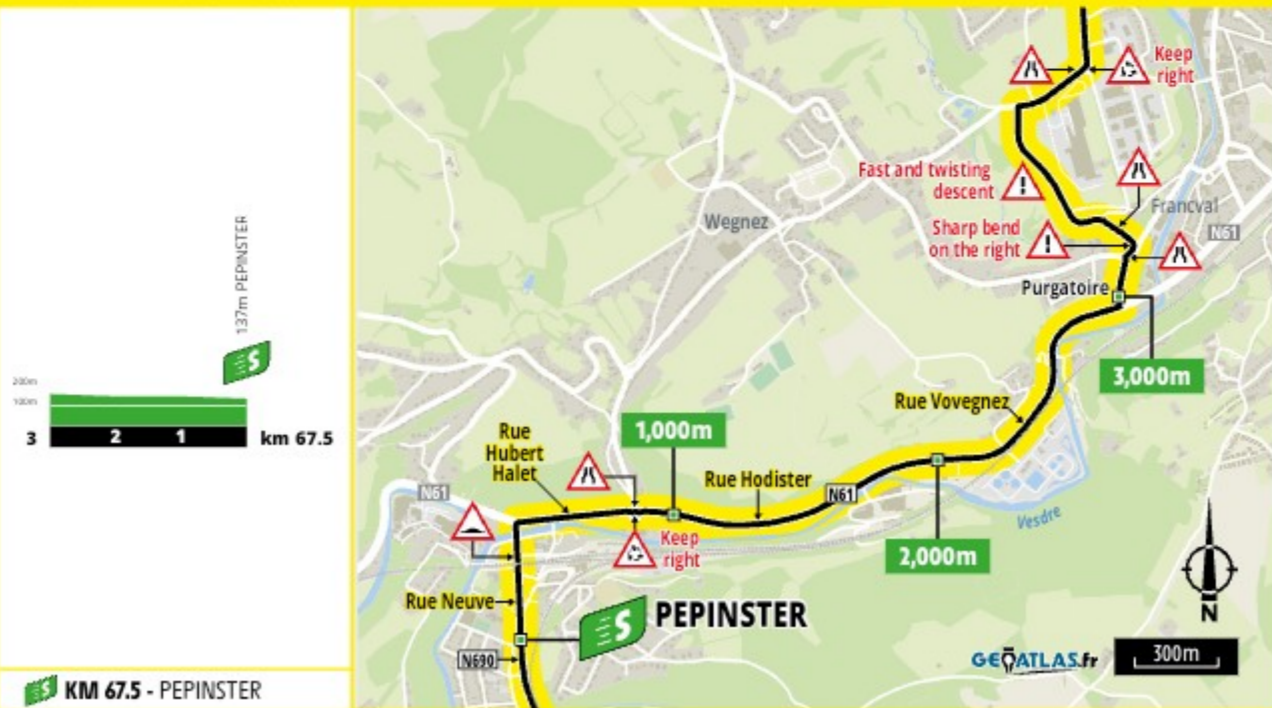 137m PEPINSTER
S
200m
100m
3
2
1
km 67.5
S KM 67.5 - PEPINSTER
Keep
right
Fast and twisting
descent
Francval
Wegnez
N61
Sharp bend
on the right
Purgatoire
3,000m
Rue Vovegnez
1,000m
Rue
Hubert
Halet
Rue Hodister
N61
N61
Vesdre
Keep
right
2,000m
Rue Neuve
S
PEPINSTER
N690
N
GEOATLAS.fr
300m